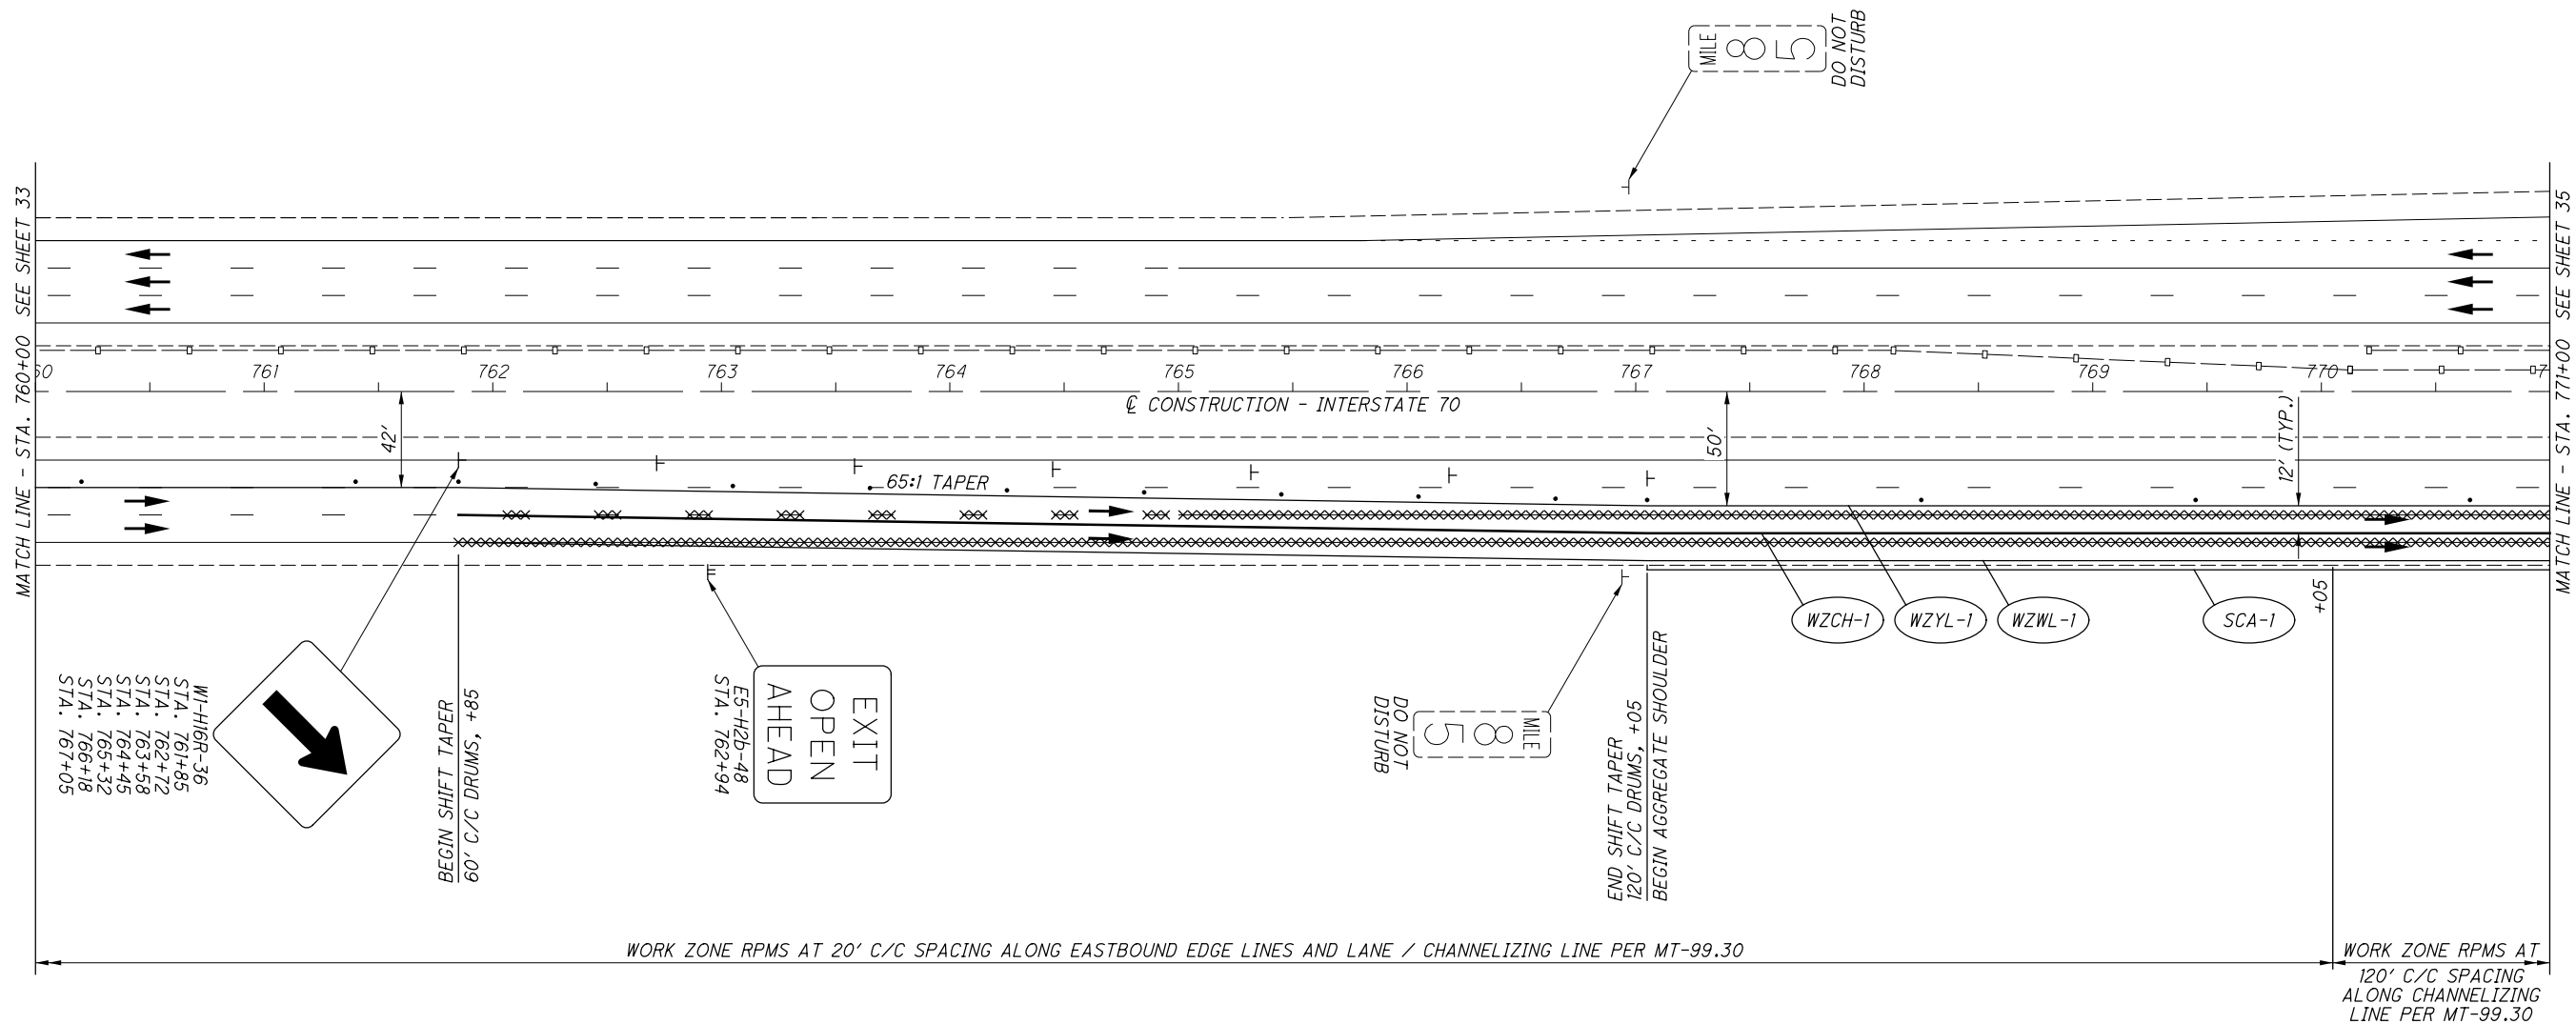 MILE
85
DO NOT
DISTURB
MATCH LINE - STA. 760+00 SEE SHEET 33
MATCH LINE - STA. 771+00 SEE SHEET 35
60
761
762
763
764
765
766
767
768
769
770
7
℄ CONSTRUCTION - INTERSTATE 70
42'
50'
12' (TYP.)
65:1 TAPER
WZCH-1
WZYL-1
WZWL-1
SCA-1
+05
W1-H16R-36
STA. 761+85
STA. 762+72
STA. 763+58
STA. 764+45
STA. 765+32
STA. 766+18
STA. 767+05
BEGIN SHIFT TAPER
60' C/C DRUMS, +85
EXIT
OPEN
AHEAD
E5-H2b-48
STA. 762+94
MILE
85
DO NOT
DISTURB
END SHIFT TAPER
120' C/C DRUMS, +05
BEGIN AGGREGATE SHOULDER
WORK ZONE RPMS AT 20' C/C SPACING ALONG EASTBOUND EDGE LINES AND LANE / CHANNELIZING LINE PER MT-99.30
WORK ZONE RPMS AT
120' C/C SPACING
ALONG CHANNELIZING
LINE PER MT-99.30